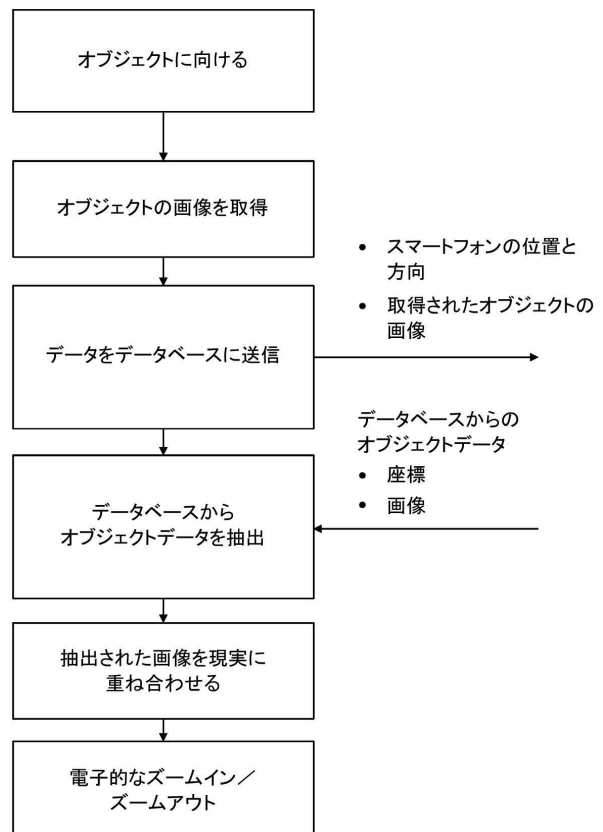 オブジェクトに向ける
オブジェクトの画像を取得
• スマートフォンの位置と
方向
• 取得されたオブジェクトの
画像
データをデータベースに送信
データベースからの
オブジェクトデータ
• 座標
• 画像
データベースから
オブジェクトデータを抽出
抽出された画像を現実に
重ね合わせる
電子的なズームイン／
ズームアウト